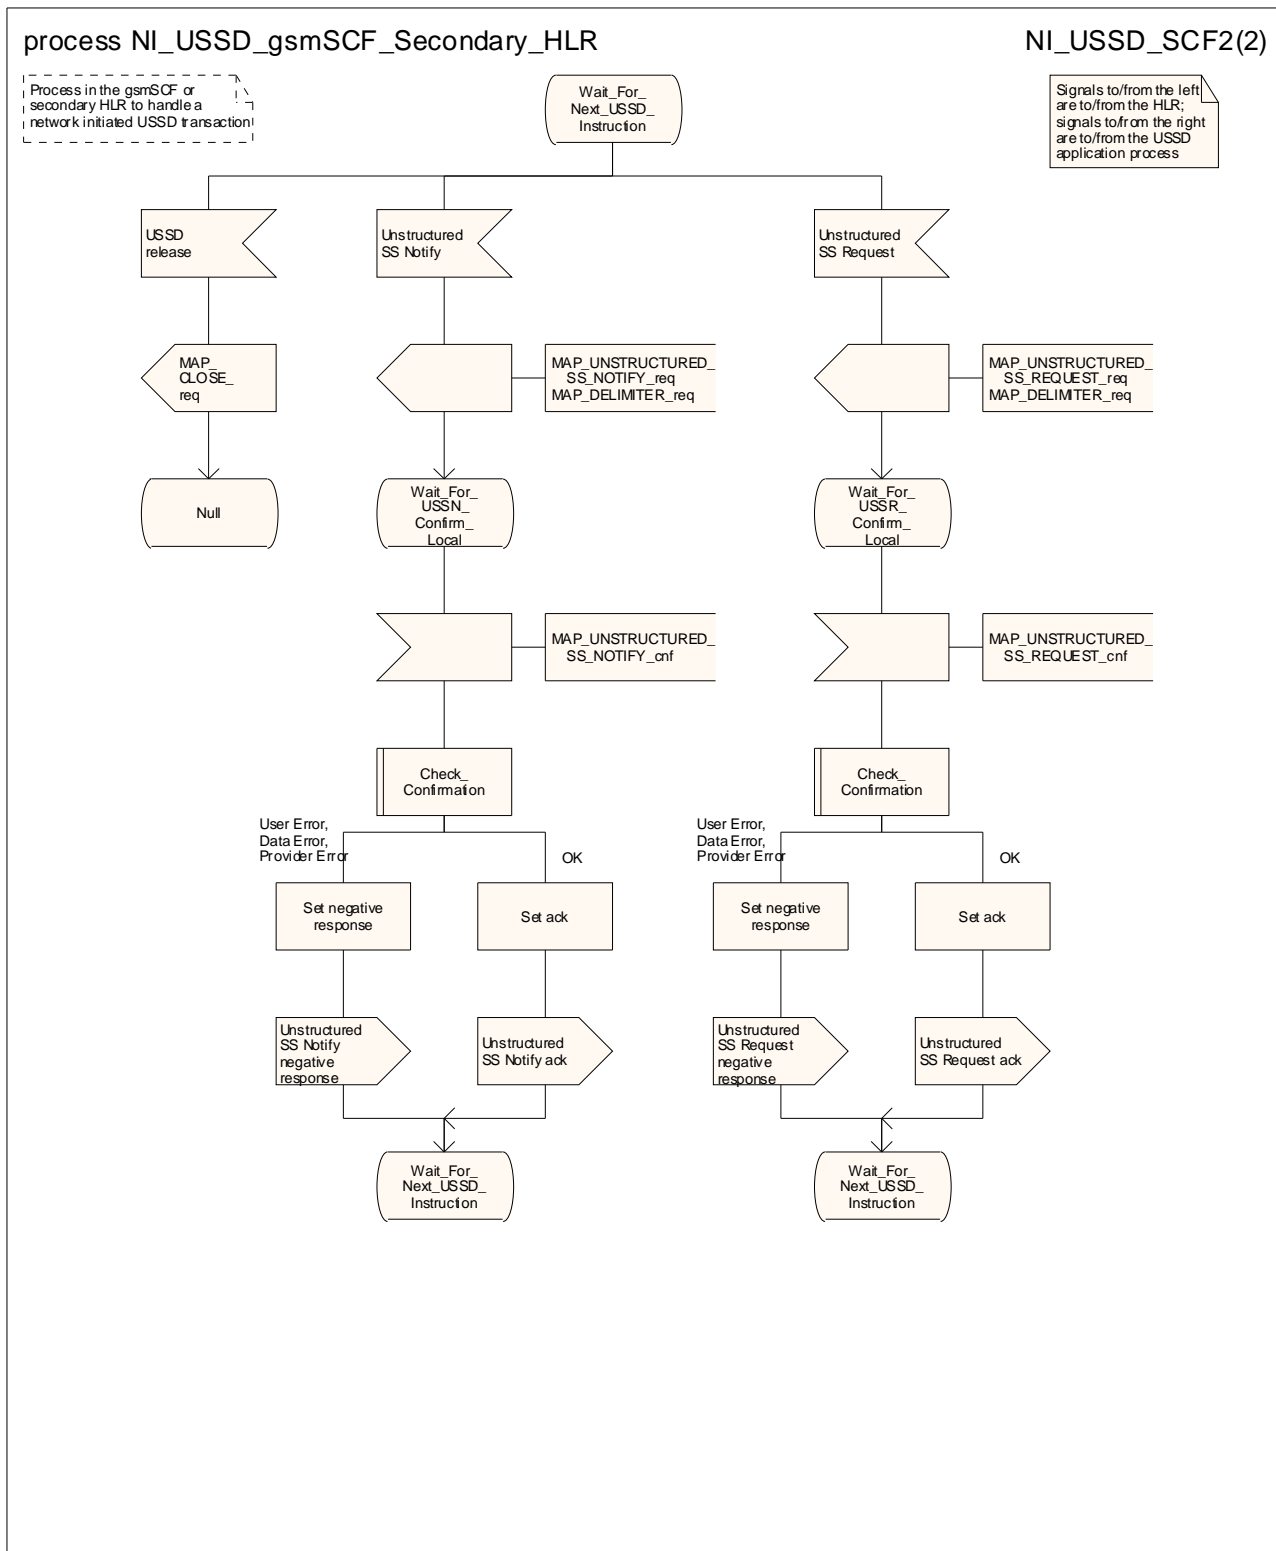 process NI_USSD_gsmSCF_Secondary_HLR
NI_USSD_SCF2(2)
Process in the gsmSCF or
secondary HLR to handle a
network initiated USSD transaction
Wait_For_
Next_USSD_
Instruction
Signals to/from the left
are to/from the HLR;
signals to/from the right
are to/from the USSD
application process
USSD
release
Unstructured
SS Notify
Unstructured
SS Request
MAP_
CLOSE_
req
MAP_UNSTRUCTURED_
SS_NOTIFY_req
MAP_DELIMITER_req
MAP_UNSTRUCTURED_
SS_REQUEST_req
MAP_DELIMITER_req
Null
Wait_For_
USSN_
Confirm_
Local
Wait_For_
USSR_
Confirm_
Local
MAP_UNSTRUCTURED_
SS_NOTIFY_cnf
MAP_UNSTRUCTURED_
SS_REQUEST_cnf
Check_
Confirmation
Check_
Confirmation
User Error,
Data Error,
Provider Error
OK
User Error,
Data Error,
Provider Error
OK
Set negative
response
Set ack
Set negative
response
Set ack
Unstructured
SS Notify
negative
response
Unstructured
SS Notify ack
Unstructured
SS Request
negative
response
Unstructured
SS Request ack
Wait_For_
Next_USSD_
Instruction
Wait_For_
Next_USSD_
Instruction